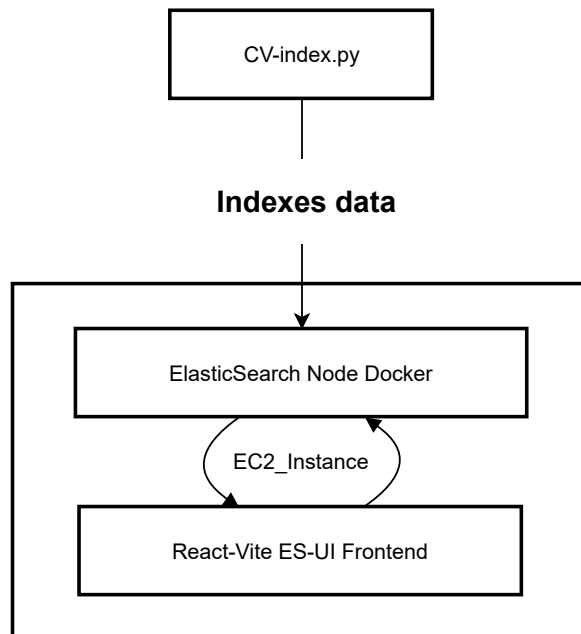 CV-index.py
Indexes data
ElasticSearch Node Docker
EC2_Instance
React-Vite ES-UI Frontend